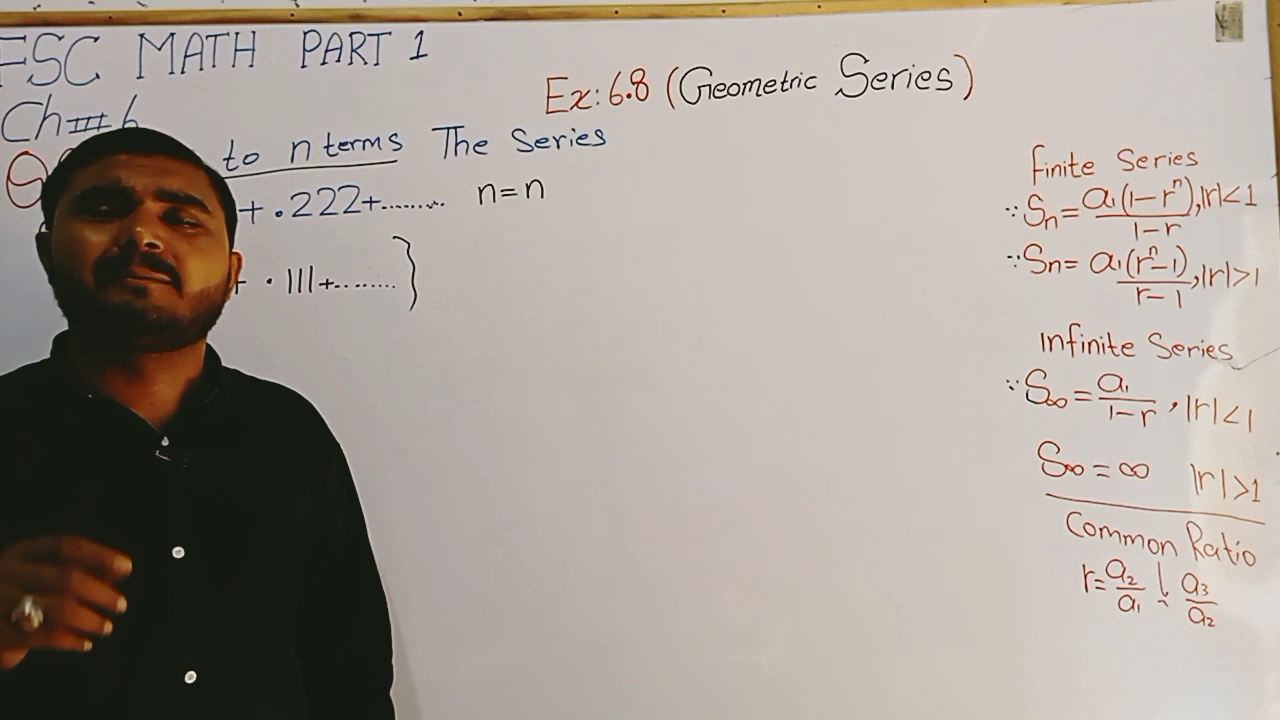 FSC MATH PART 1
Ch# 6
Ex: 6.8 (Geometric Series)
to n terms The Series
+ .222+......... n=n
+ .111+........ }
finite Series
∵ Sn = a₁(1-rⁿ)/1-r, |r|<1
∵ Sn = a₁(rⁿ-1)/r-1, |r|>1
Infinite Series
∵ S∞ = a₁/1-r, |r|<1
S∞ = ∞ |r|>1
Common Ratio
r= a₂/a₁ a₃/a₂